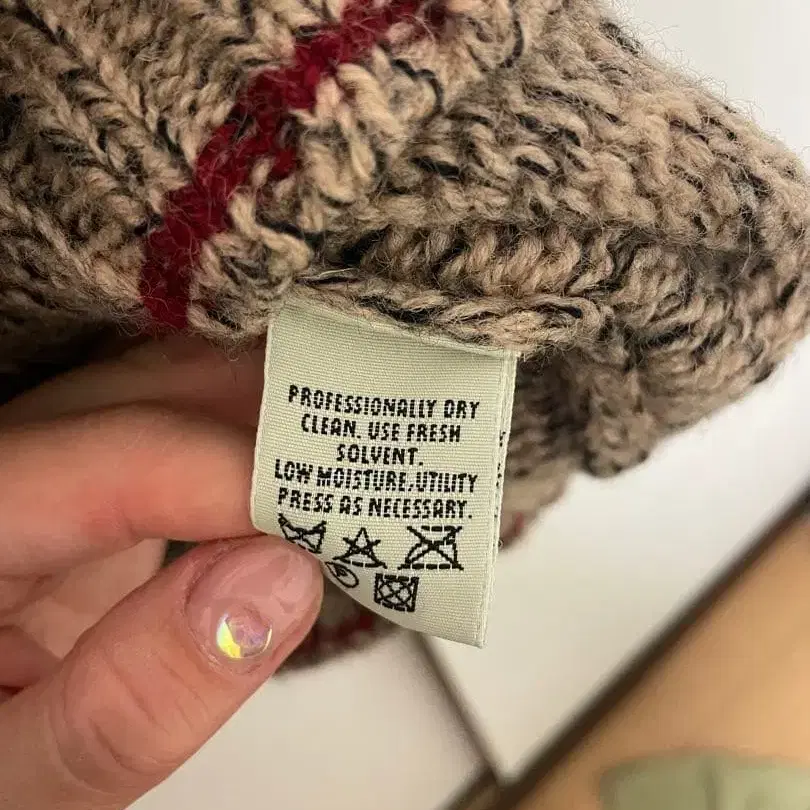 PROFESSIONALLY DRY
CLEAN. USE FRESH
SOLVENT.
LOW MOISTURE.UTILITY
PRESS AS NECESSARY.